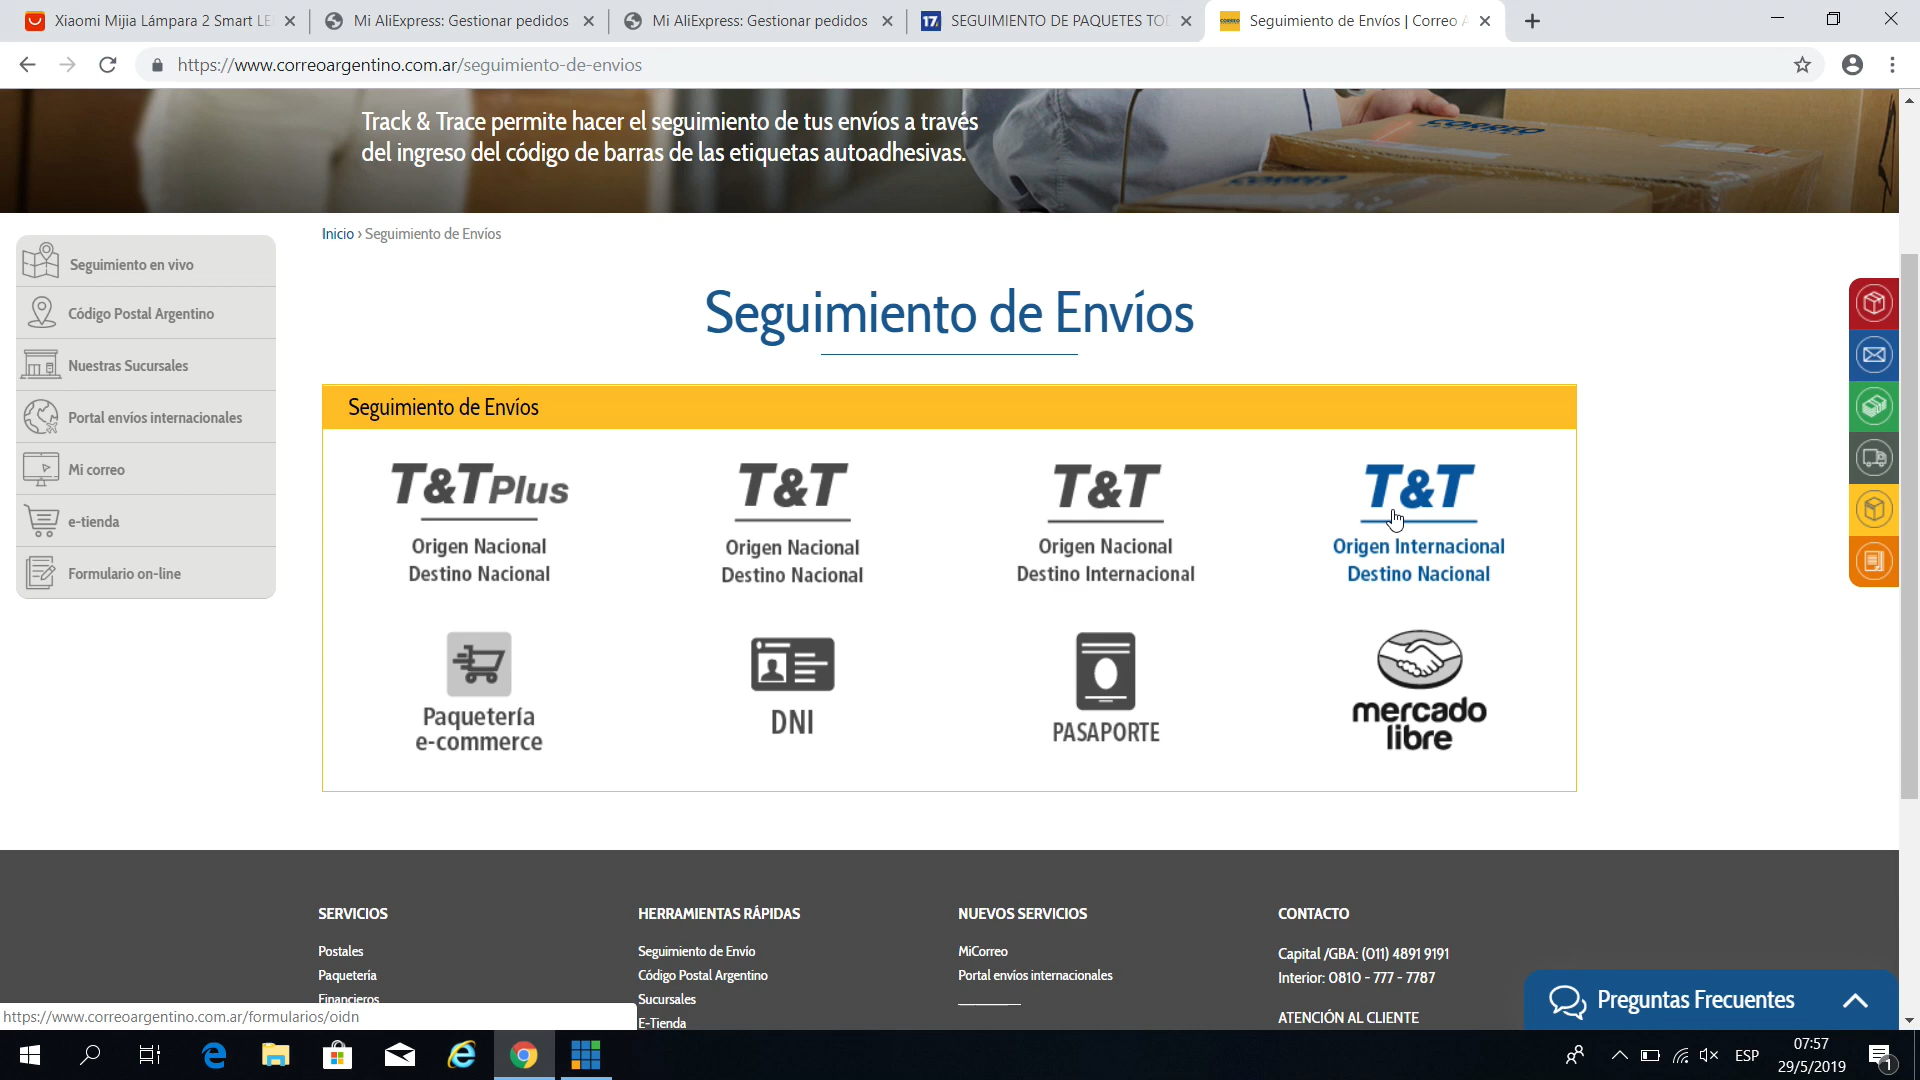 Xiaomi Mijia Lámpara 2 Smart LE
Mi AliExpress: Gestionar pedidos
Mi AliExpress: Gestionar pedidos
17
SEGUIMIENTO DE PAQUETES TOD
Seguimiento de Envíos | Correo A
https://www.correoargentino.com.ar/seguimiento-de-envios
Track & Trace permite hacer el seguimiento de tus envíos a través
del ingreso del código de barras de las etiquetas autoadhesivas.
CORREO
CORREO
Inicio › Seguimiento de Envíos
Seguimiento en vivo
Código Postal Argentino
Nuestras Sucursales
Portal envíos internacionales
Mi correo
e-tienda
Formulario on-line
Seguimiento de Envíos
Seguimiento de Envíos
T&T Plus
Origen Nacional
Destino Nacional
T&T
Origen Nacional
Destino Nacional
T&T
Origen Nacional
Destino Internacional
T&T
Origen Internacional
Destino Nacional
Paquetería
e-commerce
DNI
PASAPORTE
mercado
libre
SERVICIOS
Postales
Paquetería
Financieros
HERRAMIENTAS RÁPIDAS
Seguimiento de Envío
Código Postal Argentino
Sucursales
E-Tienda
NUEVOS SERVICIOS
MiCorreo
Portal envíos internacionales
CONTACTO
Capital /GBA: (011) 4891 9191
Interior: 0810 - 777 - 7787
ATENCIÓN AL CLIENTE
Preguntas Frecuentes
https://www.correoargentino.com.ar/formularios/oidn
ESP
07:57
29/5/2019
1